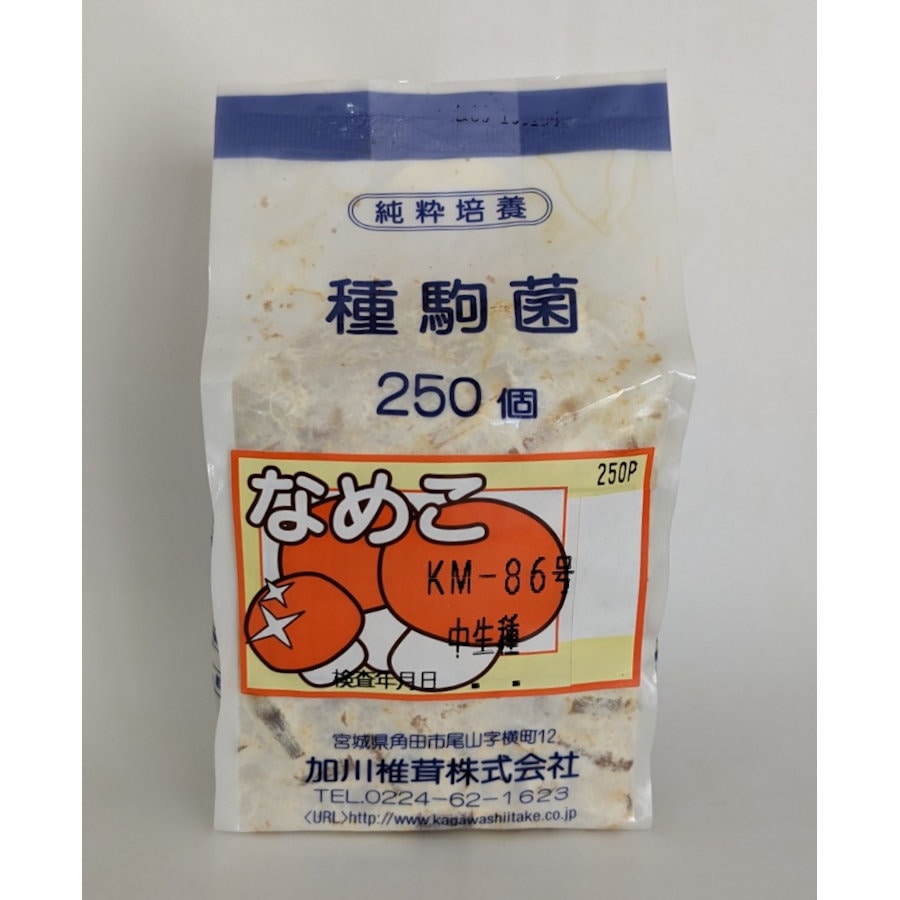 純粋培養
種駒菌
250個
250P
なめこ
KM-86号
中生種
検査年月日 . .
宮城県角田市尾山字横町12
加川椎茸株式会社
TEL.0224-62-1623
〈URL〉http://www.kagawashiitake.co.jp